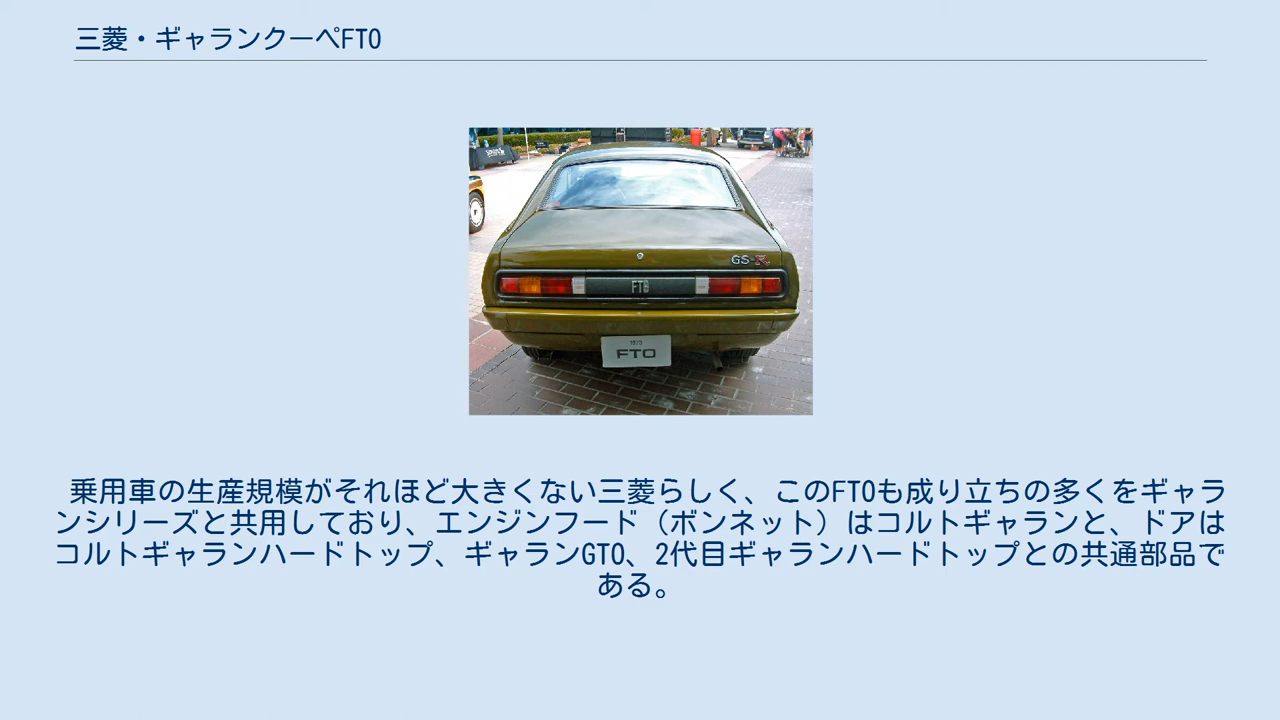 三菱・ギャランクーペFTO
GS-R
FTO
1973
FTO
乗用車の生産規模がそれほど大きくない三菱らしく、このFTOも成り立ちの多くをギャラ
ンシリーズと共用しており、エンジンフード（ボンネット）はコルトギャランと、ドアは
コルトギャランハードトップ、ギャランGTO、2代目ギャランハードトップとの共通部品で
ある。